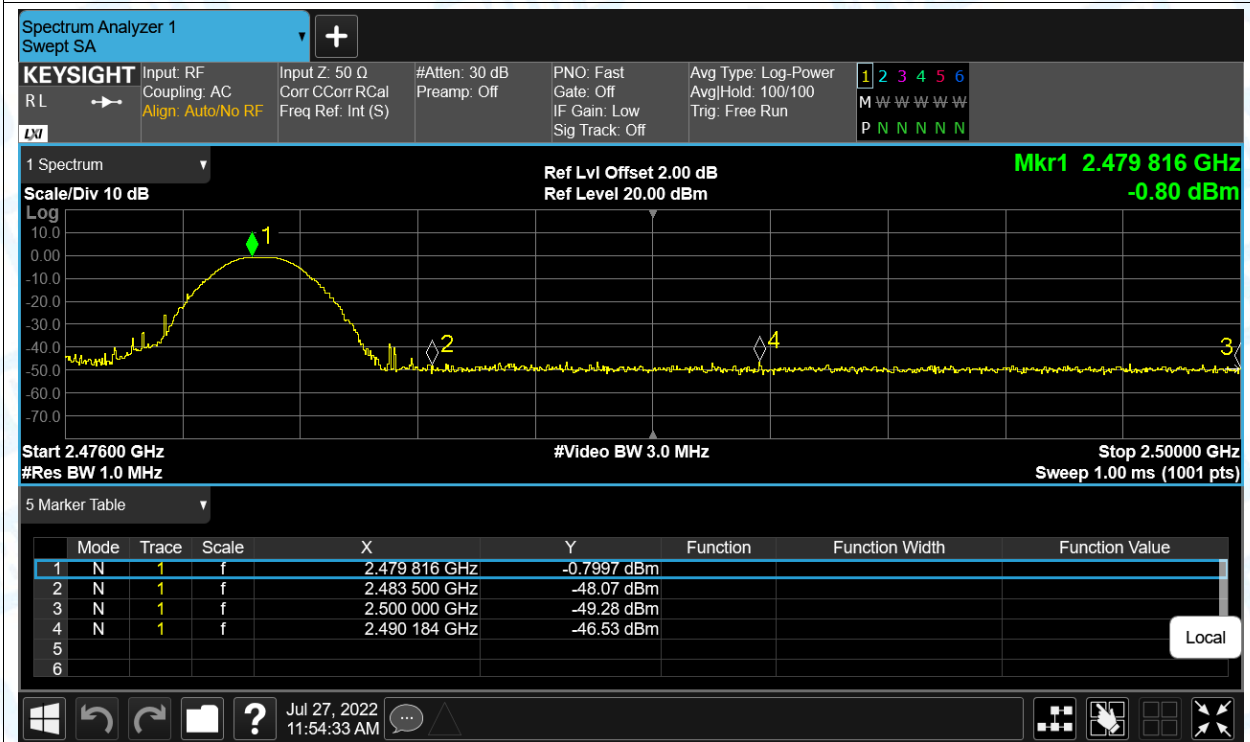 Spectrum Analyzer 1
Swept SA
+
KEYSIGHT
R L
LXI
Input: RF
Coupling: AC
Align: Auto/No RF
Input Z: 50 Ω
Corr CCorr RCal
Freq Ref: Int (S)
#Atten: 30 dB
Preamp: Off
PNO: Fast
Gate: Off
IF Gain: Low
Sig Track: Off
Avg Type: Log-Power
Avg|Hold: 100/100
Trig: Free Run
1 2 3 4 5 6
M W W W W W
P N N N N N
1 Spectrum
Scale/Div 10 dB
Ref Lvl Offset 2.00 dB
Ref Level 20.00 dBm
Mkr1 2.479 816 GHz
-0.80 dBm
Log
10.0
0.00
-10.0
-20.0
-30.0
-40.0
-50.0
-60.0
-70.0
1
2
4
3
Start 2.47600 GHz
#Video BW 3.0 MHz
Stop 2.50000 GHz
#Res BW 1.0 MHz
Sweep 1.00 ms (1001 pts)
5 Marker Table
Mode Trace Scale X Y Function Function Width Function Value
1 N 1 f 2.479 816 GHz -0.7997 dBm
2 N 1 f 2.483 500 GHz -48.07 dBm
3 N 1 f 2.500 000 GHz -49.28 dBm
4 N 1 f 2.490 184 GHz -46.53 dBm
5
6
Local
?
Jul 27, 2022
11:54:33 AM